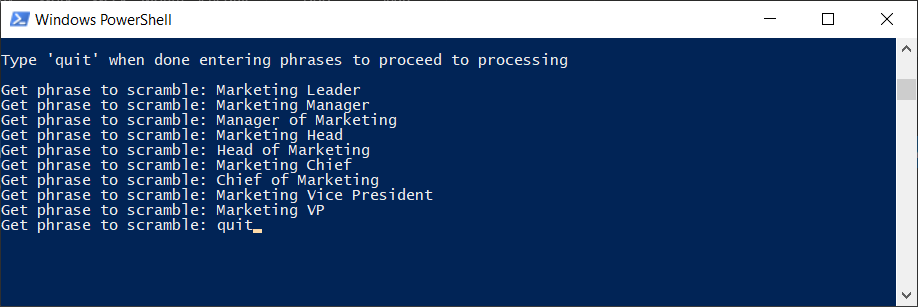 Windows PowerShell
Type 'quit' when done entering phrases to proceed to processing
Get phrase to scramble: Marketing Leader
Get phrase to scramble: Marketing Manager
Get phrase to scramble: Manager of Marketing
Get phrase to scramble: Marketing Head
Get phrase to scramble: Head of Marketing
Get phrase to scramble: Marketing Chief
Get phrase to scramble: Chief of Marketing
Get phrase to scramble: Marketing Vice President
Get phrase to scramble: Marketing VP
Get phrase to scramble: quit